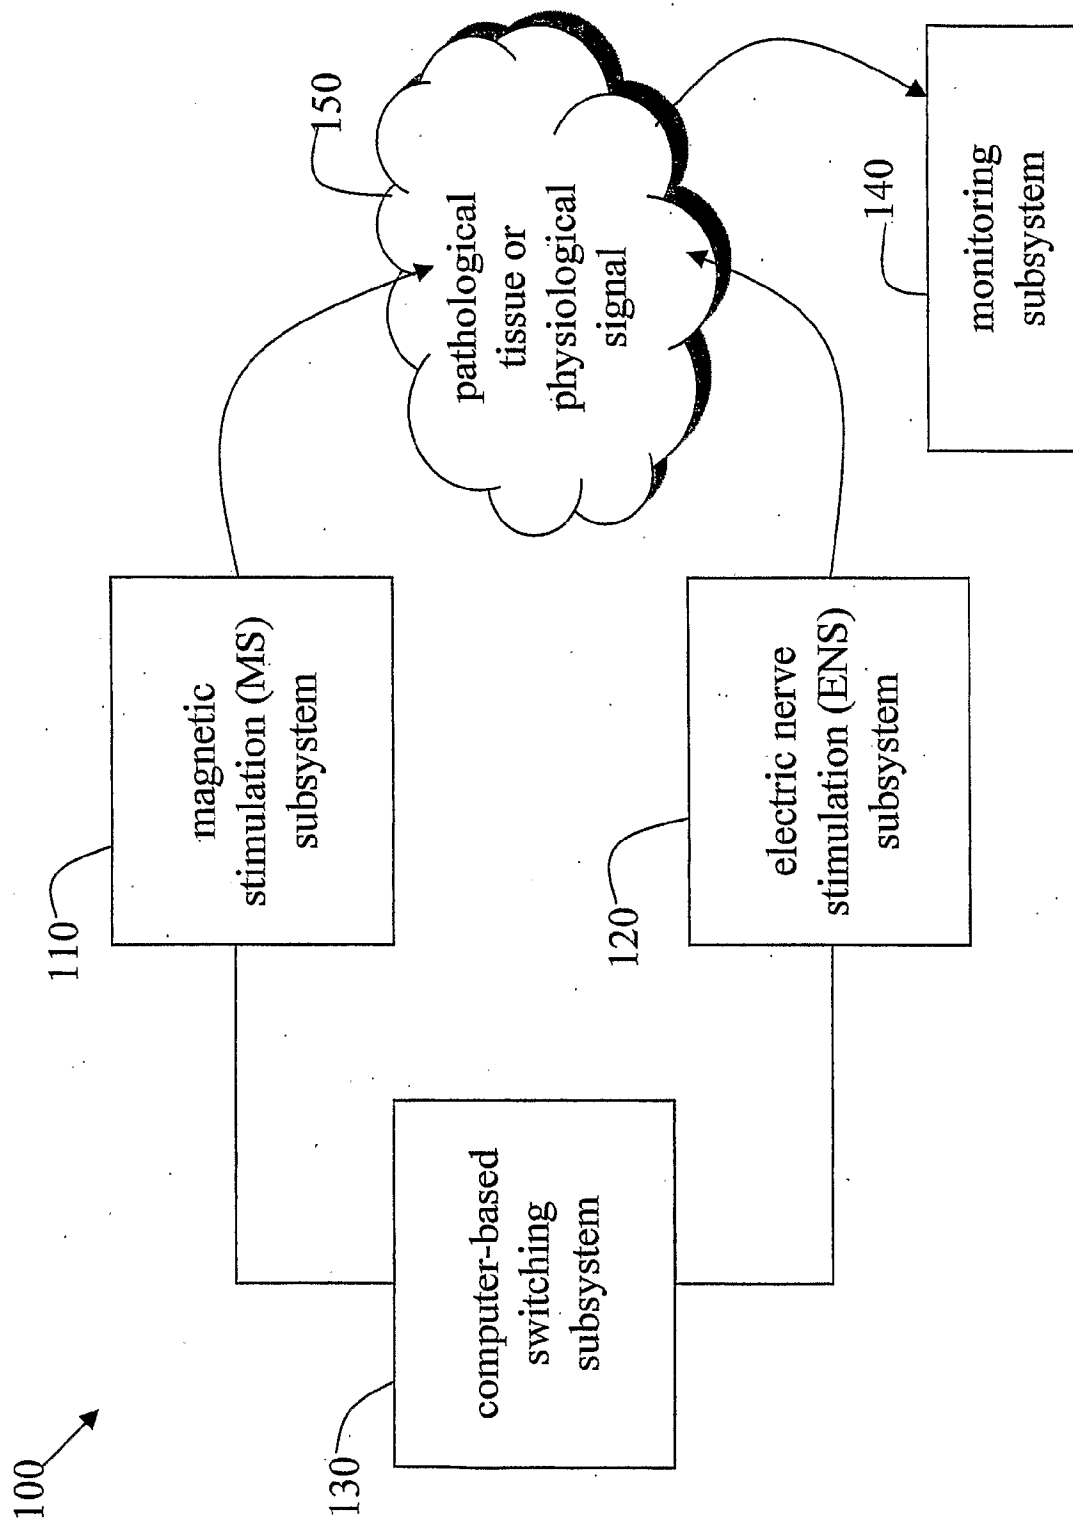 100
110
magnetic
stimulation (MS)
subsystem
150
pathological
tissue or
physiological
signal
130
computer-based
switching
subsystem
120
electric nerve
stimulation (ENS)
subsystem
140
monitoring
subsystem